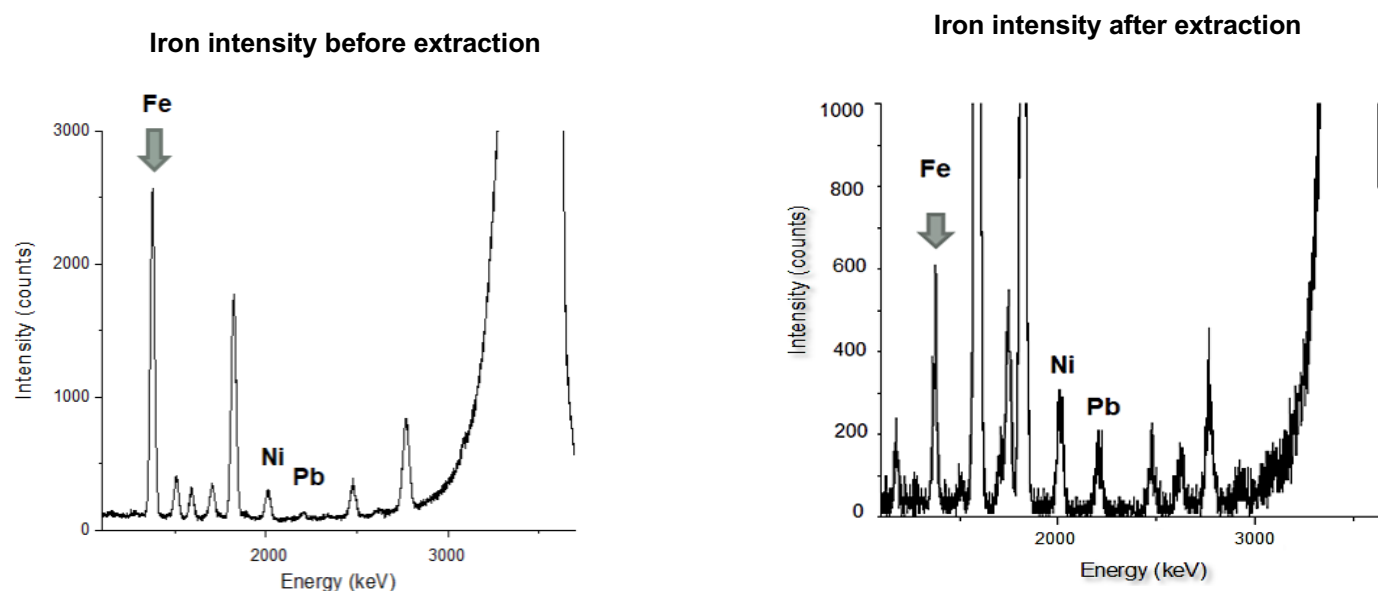 Iron intensity before extraction
Fe
3000
2000
1000
0
Intensity (counts)
Ni
Pb
2000
3000
Energy (keV)
Iron intensity after extraction
1000
800
600
400
200
0
Intensity (counts)
Fe
Ni
Pb
2000
3000
Energy (keV)